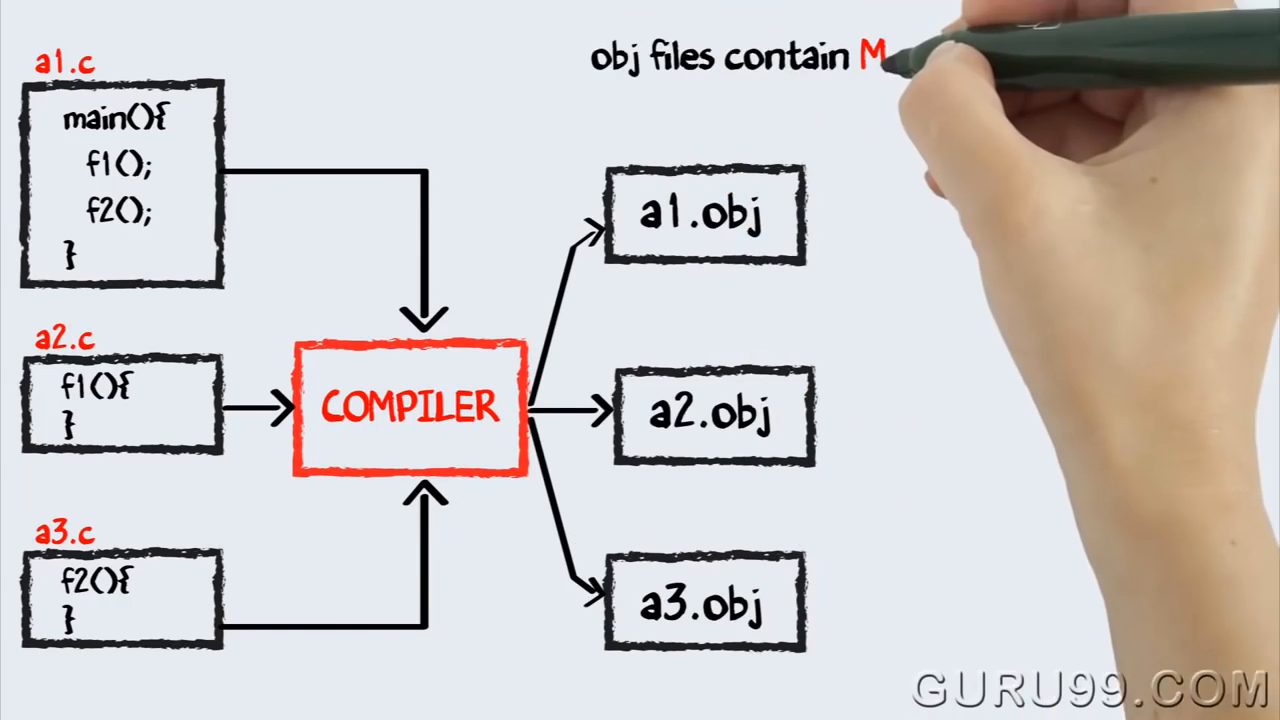 obj files contain M
a1.c
main(){
f1();
f2();
}
a1.obj
a2.c
f1(){
}
COMPILER
a2.obj
a3.c
f2(){
}
a3.obj
GURU99.COM